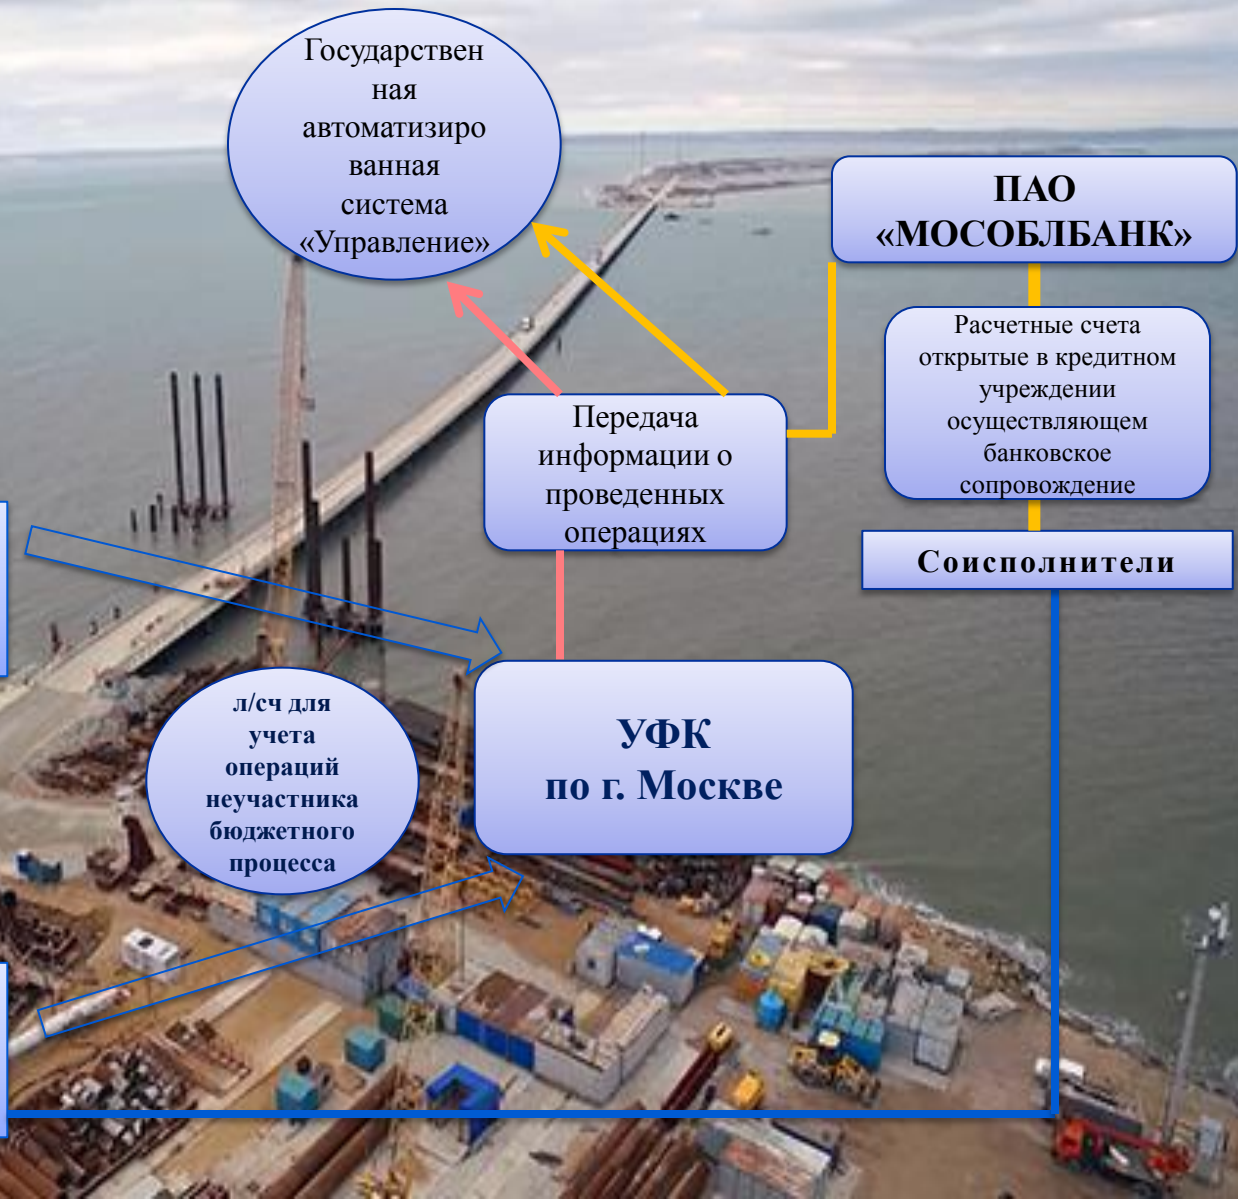 Государствен
ная
автоматизиро
ванная
система
«Управление»
ПАО
«МОСОБЛБАНК»
Расчетные счета
открытые в кредитном
учреждении
осуществляющем
банковское
сопровождение
Передача
информации о
проведенных
операциях
Соисполнители
УФК
по г. Москве
л/сч для
учета
операций
неучастника
бюджетного
процесса